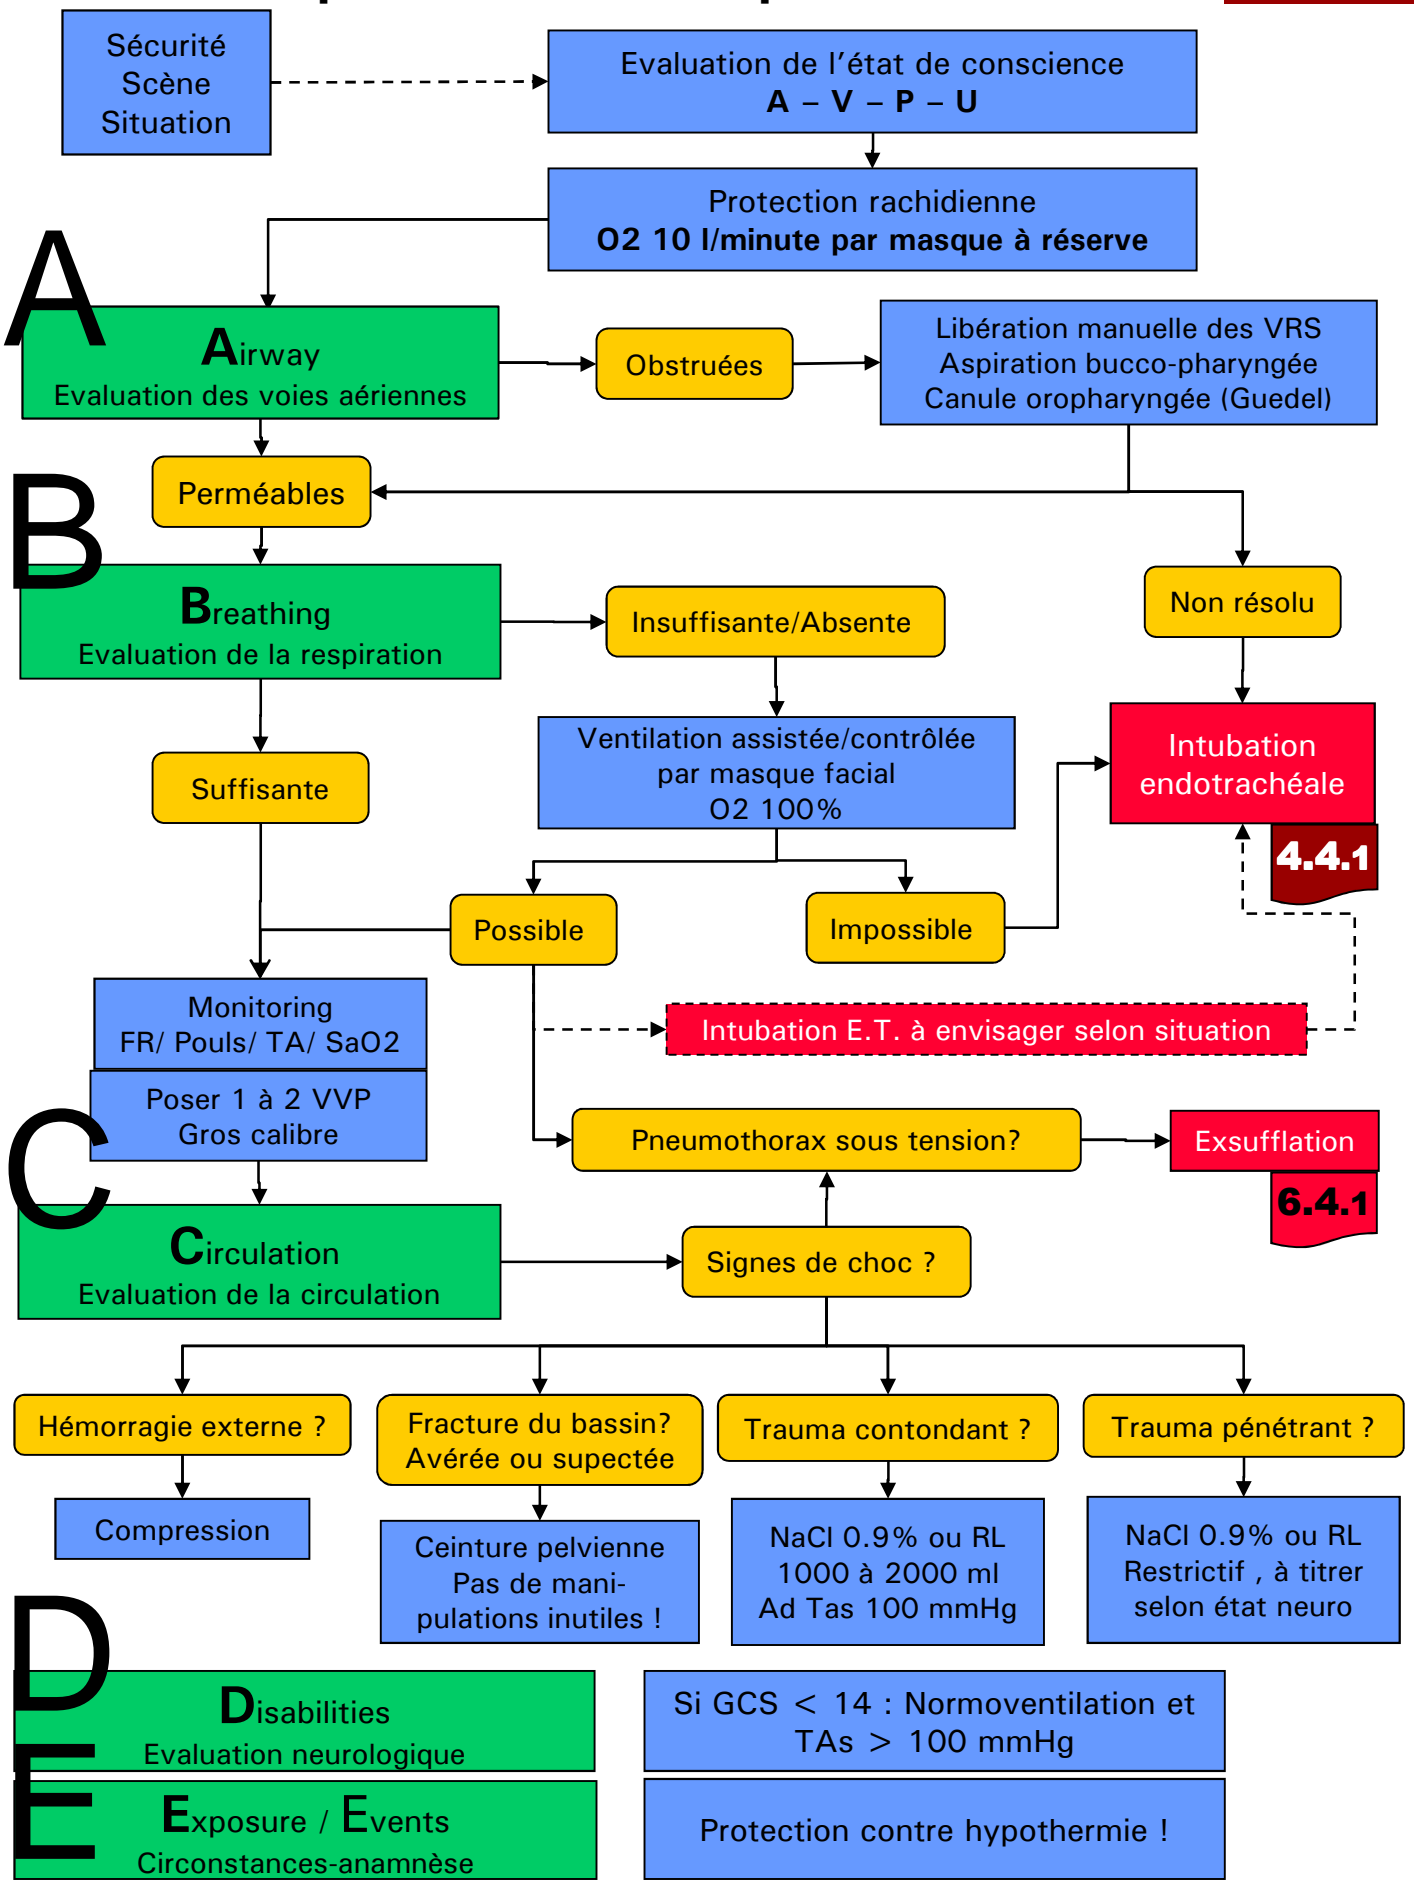 Sécurité
Scène
Situation
Evaluation de l'état de conscience
A – V – P – U
Protection rachidienne
O2 10 l/minute par masque à réserve
A
Airway
Evaluation des voies aériennes
Obstruées
Libération manuelle des VRS
Aspiration bucco-pharyngée
Canule oropharyngée (Guedel)
Perméables
B
Breathing
Evaluation de la respiration
Insuffisante/Absente
Non résolu
Ventilation assistée/contrôlée
par masque facial
O2 100%
Intubation
endotrachéale
4.4.1
Suffisante
Possible
Impossible
Monitoring
FR/ Pouls/ TA/ SaO2
Intubation E.T. à envisager selon situation
Poser 1 à 2 VVP
Gros calibre
Pneumothorax sous tension?
Exsufflation
6.4.1
C
Circulation
Evaluation de la circulation
Signes de choc ?
Hémorragie externe ?
Fracture du bassin?
Avérée ou supectée
Trauma contondant ?
Trauma pénétrant ?
Compression
Ceinture pelvienne
Pas de mani-
pulations inutiles !
NaCl 0.9% ou RL
1000 à 2000 ml
Ad Tas 100 mmHg
NaCl 0.9% ou RL
Restrictif , à titrer
selon état neuro
D
Disabilities
Evaluation neurologique
Si GCS < 14 : Normoventilation et
TAs > 100 mmHg
E
Exposure / Events
Circonstances-anamnèse
Protection contre hypothermie !